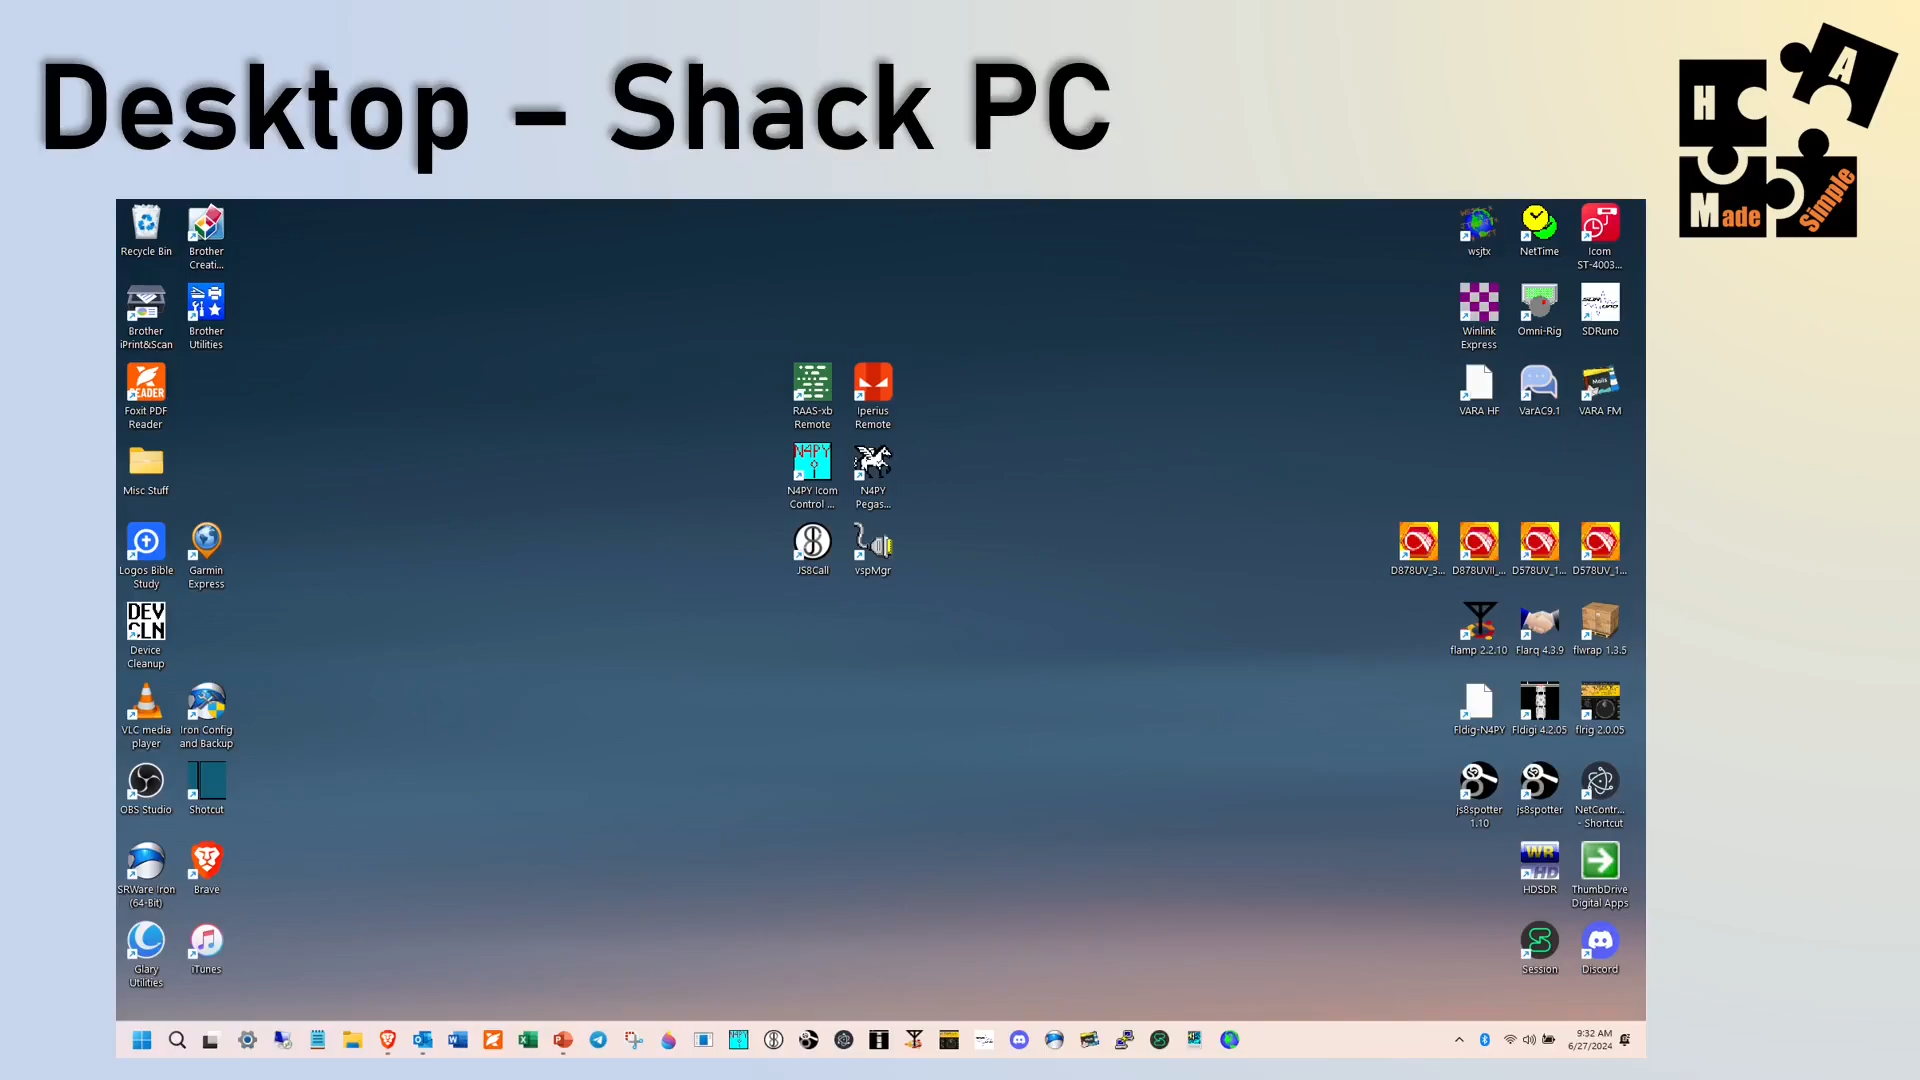 Desktop – Shack PC
H
A
Made
Simple
Recycle Bin
Brother
Creati...
wsjtx
NetTime
Icom
ST-4003...
Brother
iPrint&Scan
Brother
Utilities
Winlink
Express
Omni-Rig
SDRuno
Foxit PDF
Reader
RAAS-xb
Remote
Iperius
Remote
VARA HF
VarAC9.1
VARA FM
Misc Stuff
N4PY Icom
Control ...
N4PY
Pegas...
Logos Bible
Study
Garmin
Express
JS8Call
vspMgr
D878UV_3...
D878UVII_...
D578UV_1...
D578UV_1...
DEV
CLN
Device
Cleanup
flamp 2.2.10
Flarq 4.3.9
flwrap 1.3.5
VLC media
player
Iron Config
and Backup
Fldig-N4PY
Fldigi 4.2.05
flrig 2.0.05
OBS Studio
Shotcut
js8spotter
1.10
js8spotter
NetContr...
- Shortcut
SRWare Iron
(64-Bit)
Brave
HDSDR
ThumbDrive
Digital Apps
Glary
Utilities
iTunes
Session
Discord
9:32 AM
6/27/2024